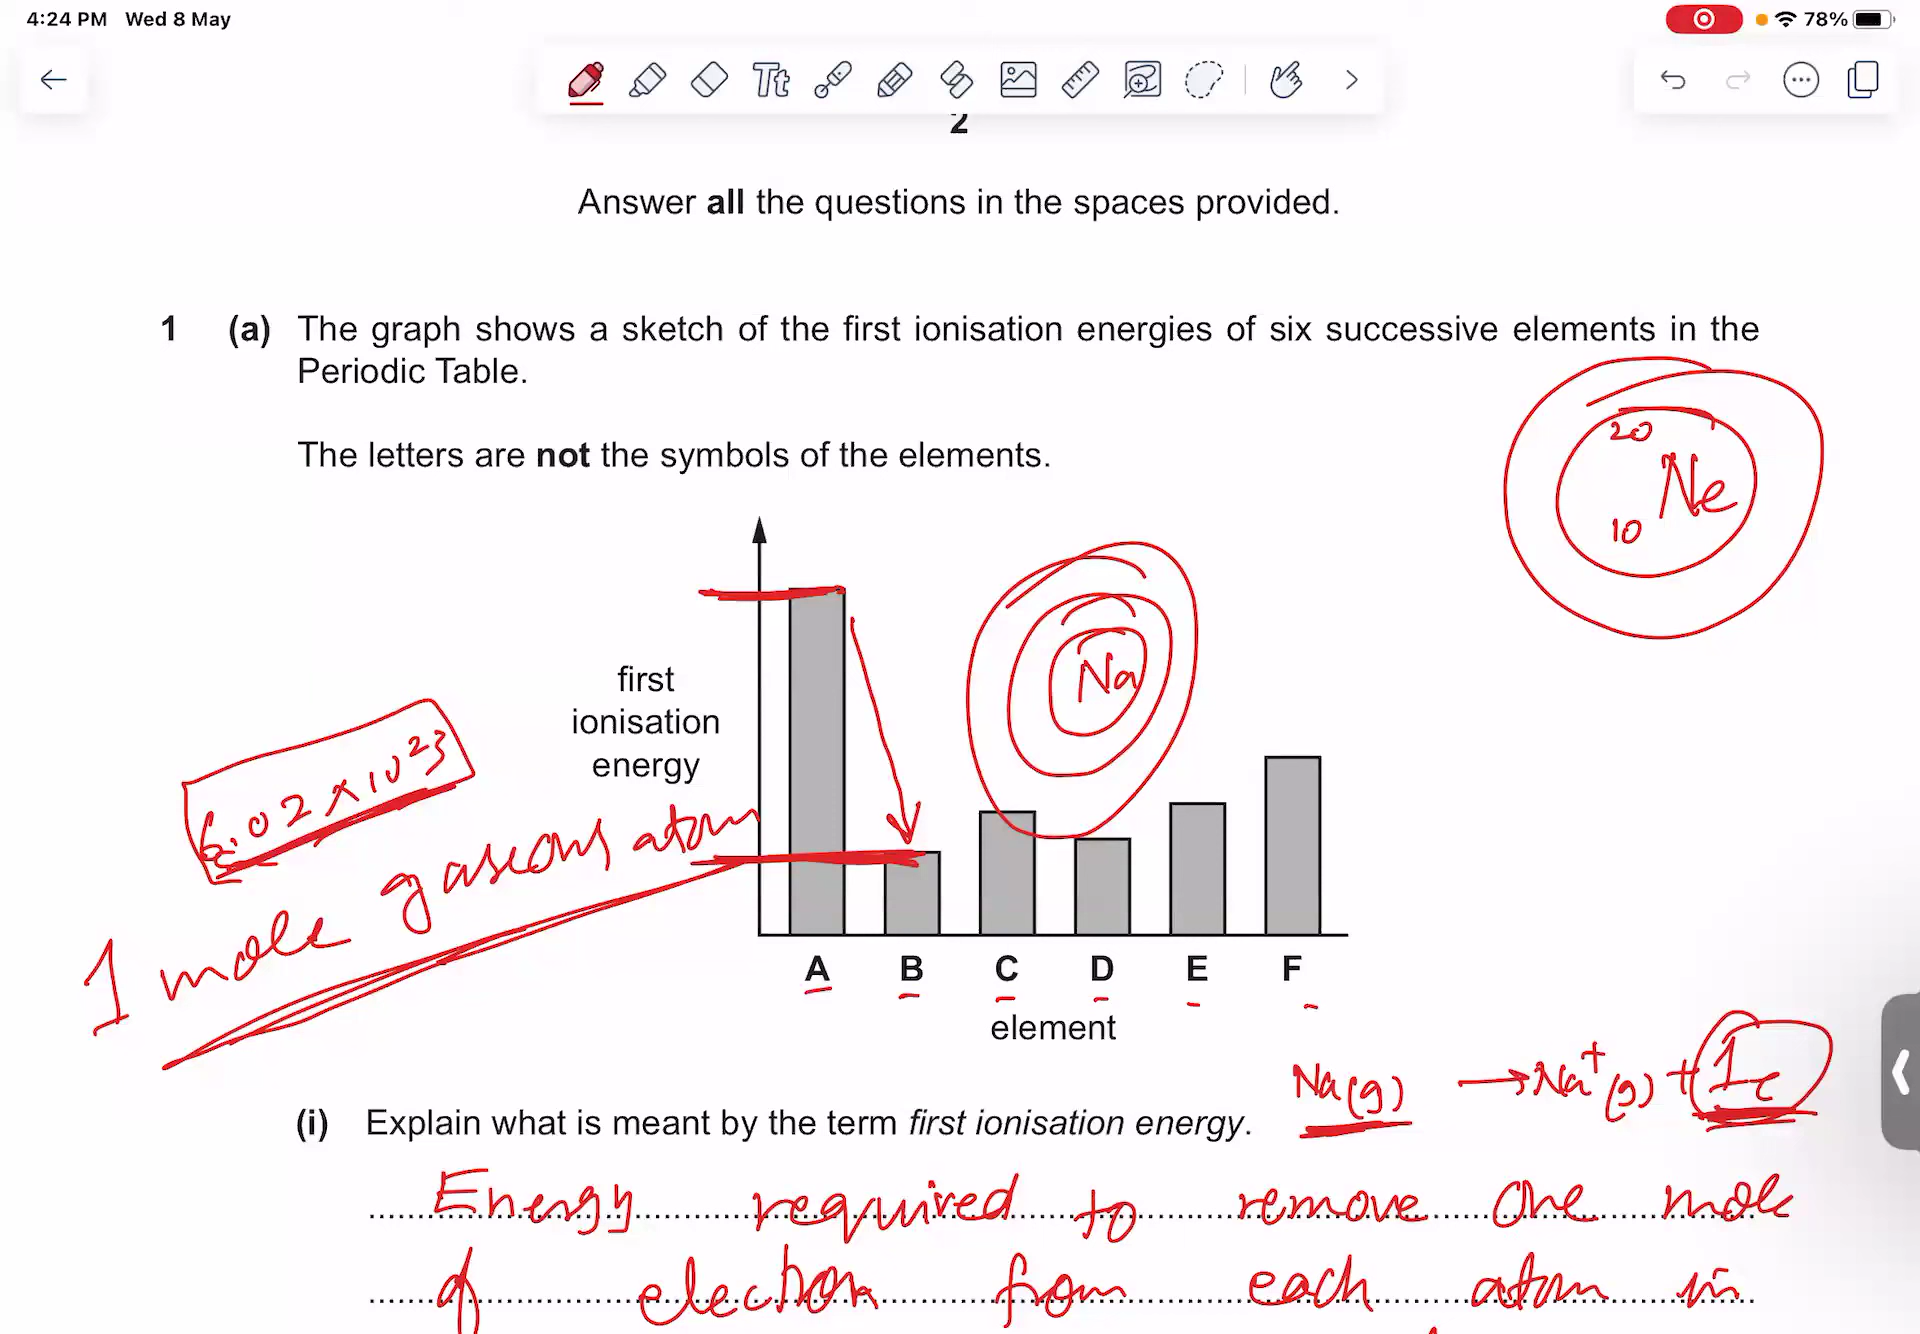 4:24 PM Wed 8 May
78%
Tt
2
Answer all the questions in the spaces provided.
1 (a) The graph shows a sketch of the first ionisation energies of six successive elements in the
Periodic Table.
The letters are not the symbols of the elements.
20
Ne
10
Na
first
ionisation
energy
6.02 × 10²³
1 mole gaseous atom
A B C D E F
element
Na(g) → Na⁺(g) + 1e
(i) Explain what is meant by the term first ionisation energy.
Energy required to remove one mole
of electron from each atom in